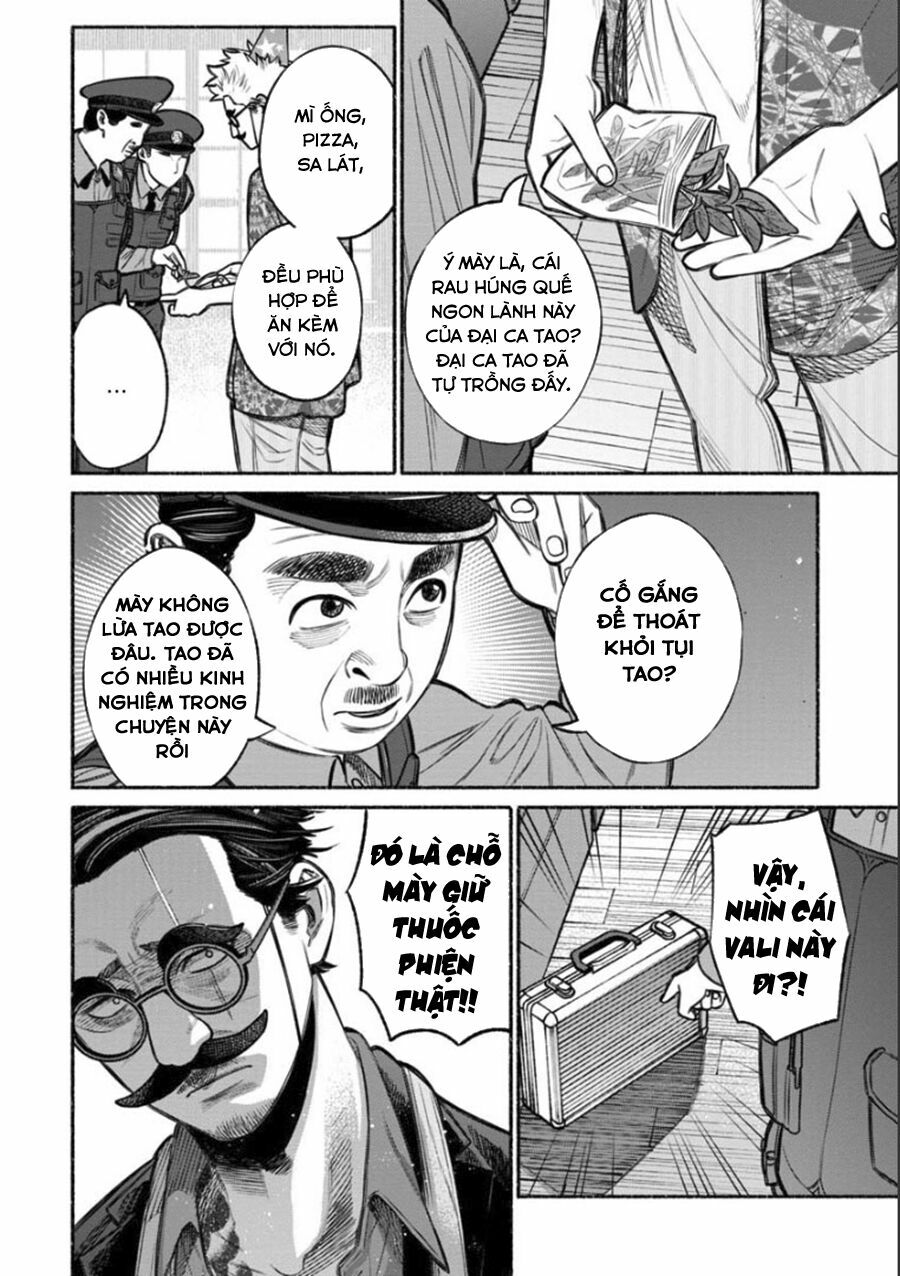 Ý MÀY LÀ, CÁI
RAU HÚNG QUẾ
NGON LÀNH NÀY
CỦA ĐẠI CA TAO?
ĐẠI CA TAO ĐÃ
TỰ TRỒNG ĐẤY.
MÌ ỐNG,
PIZZA,
SA LÁT,
ĐỀU PHÙ
HỢP ĐỂ
ĂN KÈM
VỚI NÓ.
...
CỐ GẮNG
ĐỂ THOÁT
KHỎI TỤI
TAO?
MÀY KHÔNG
LỪA TAO ĐƯỢC
ĐÂU. TAO ĐÃ
CÓ NHIỀU KINH
NGHIỆM TRONG
CHUYỆN NÀY
RỒI
VẬY,
NHÌN CÁI
VALI NÀY
ĐI?!
ĐÓ LÀ CHỖ
MÀY GIỮ
THUỐC
PHIỆN
THẬT!!